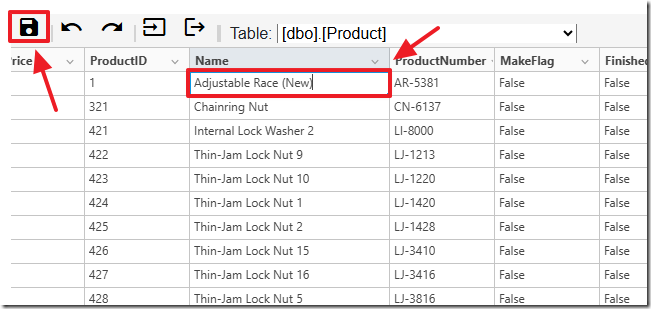 Table: [dbo].[Product]
Price ProductID Name ProductNumber MakeFlag Finished
1 Adjustable Race (New) AR-5381 False False
321 Chainring Nut CN-6137 False False
421 Internal Lock Washer 2 LI-8000 False False
422 Thin-Jam Lock Nut 9 LJ-1213 False False
423 Thin-Jam Lock Nut 10 LJ-1220 False False
424 Thin-Jam Lock Nut 1 LJ-1420 False False
425 Thin-Jam Lock Nut 2 LJ-1428 False False
426 Thin-Jam Lock Nut 15 LJ-3410 False False
427 Thin-Jam Lock Nut 16 LJ-3416 False False
428 Thin-Jam Lock Nut 5 LJ-3816 False False